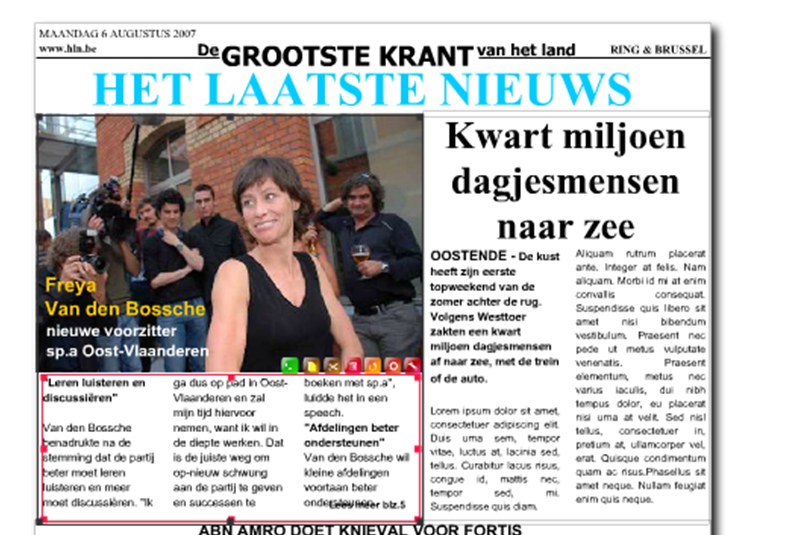 MAANDAG 6 AUGUSTUS 2007
www.hln.be
De GROOTSTE KRANT van het land
RING & BRUSSEL
HET LAATSTE NIEUWS
Freya
Van den Bossche
nieuwe voorzitter
sp.a Oost-Vlaanderen
"Leren luisteren en
discussiëren"
Van den Bossche
benadrukte na de
stemming dat de partij
beter moet leren
luisteren en meer
moet discussiëren. "Ik
ga dus op pad in Oost-
Vlaanderen en zal
mijn tijd hiervoor
nemen, want ik wil in
de diepte werken. Dat
is de juiste weg om
op-nieuw schwung
aan de partij te geven
en successen te
boeken met sp.a",
luidde het in een
speech.
"Afdelingen beter
ondersteunen"
Van den Bossche wil
kleine afdelingen
voortaan beter
ondersteunen.
Lees meer blz.5
Kwart miljoen
dagjesmensen
naar zee
OOSTENDE - De kust
heeft zijn eerste
topweekend van de
zomer achter de rug.
Volgens Westtoer
zakten een kwart
miljoen dagjesmensen
af naar zee, met de trein
of de auto.
Lorem ipsum dolor sit amet,
consectetuer adipiscing elit.
Duis urna sem, tempor
vitae, luctus at, lacinia sed,
tellus. Curabitur lacus risus,
congue id, mattis nec,
tempor sed, mi.
Suspendisse quis diam.
Aliquam rutrum placerat
ante. Integer at felis. Nam
aliquam. Morbi id mi at enim
convallis consequat.
Suspendisse quis libero sit
amet nisi bibendum
vestibulum. Praesent nec
pede ut metus vulputate
venenatis. Praesent
elementum, metus nec
varius iaculis, dui nibh
tempus dolor, eu placerat
nisi urna at velit. Sed nisl
tellus, consectetuer in,
pretium at, ullamcorper vel,
erat. Quisque condimentum
quam ac risus.Phasellus sit
amet neque. Nullam feugiat
enim quis neque.
ABN AMRO DOET KNIEVAL VOOR FORTIS